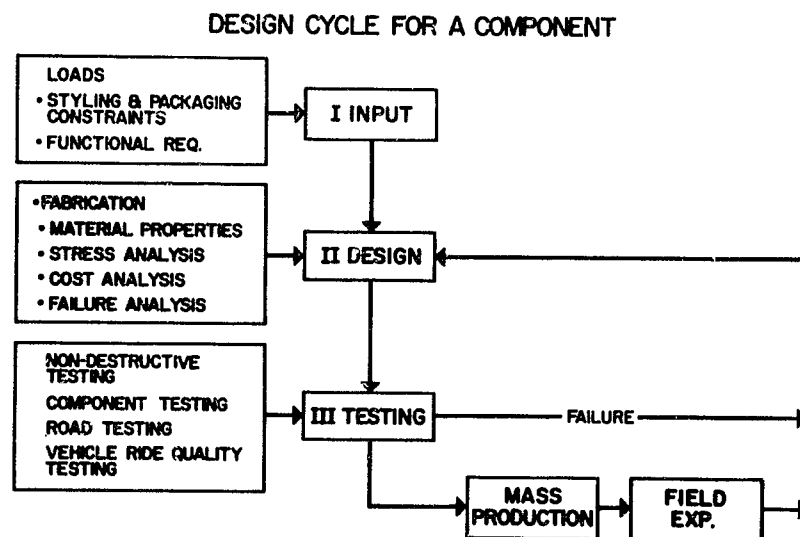 DESIGN CYCLE FOR A COMPONENT
LOADS
• STYLING & PACKAGING
CONSTRAINTS
• FUNCTIONAL REQ.
I INPUT
• FABRICATION
• MATERIAL PROPERTIES
• STRESS ANALYSIS
• COST ANALYSIS
• FAILURE ANALYSIS
II DESIGN
NON-DESTRUCTIVE
TESTING
COMPONENT TESTING
ROAD TESTING
VEHICLE RIDE QUALITY
TESTING
III TESTING
FAILURE
MASS
PRODUCTION
FIELD
EXP.